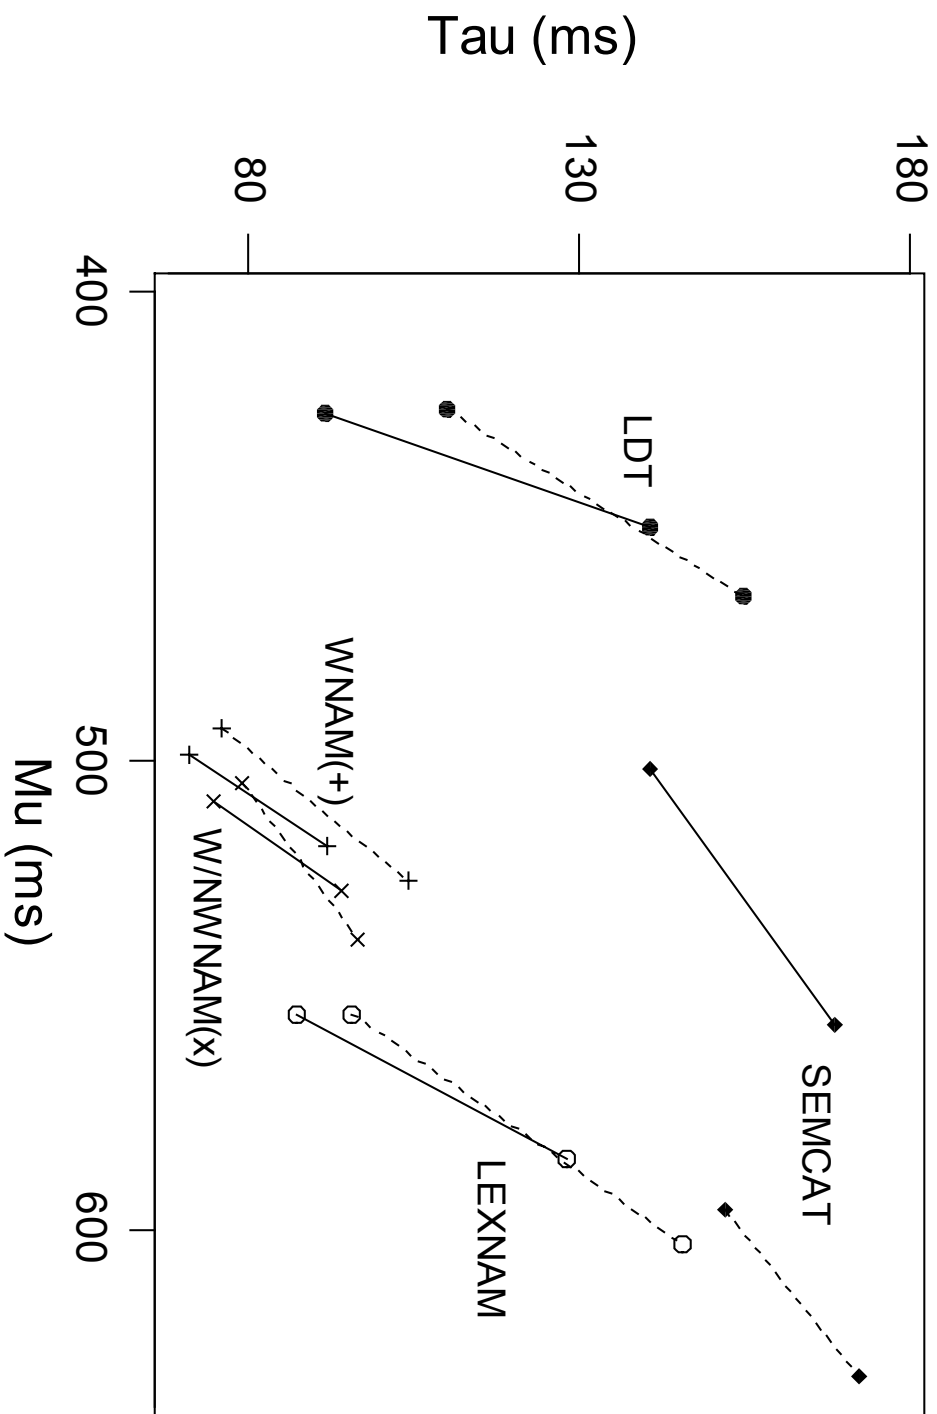 Tau (ms)
180
130
80
400
500
600
Mu (ms)
LDT
WNAM(+)
W/NWNAM(x)
SEMCAT
LEXNAM